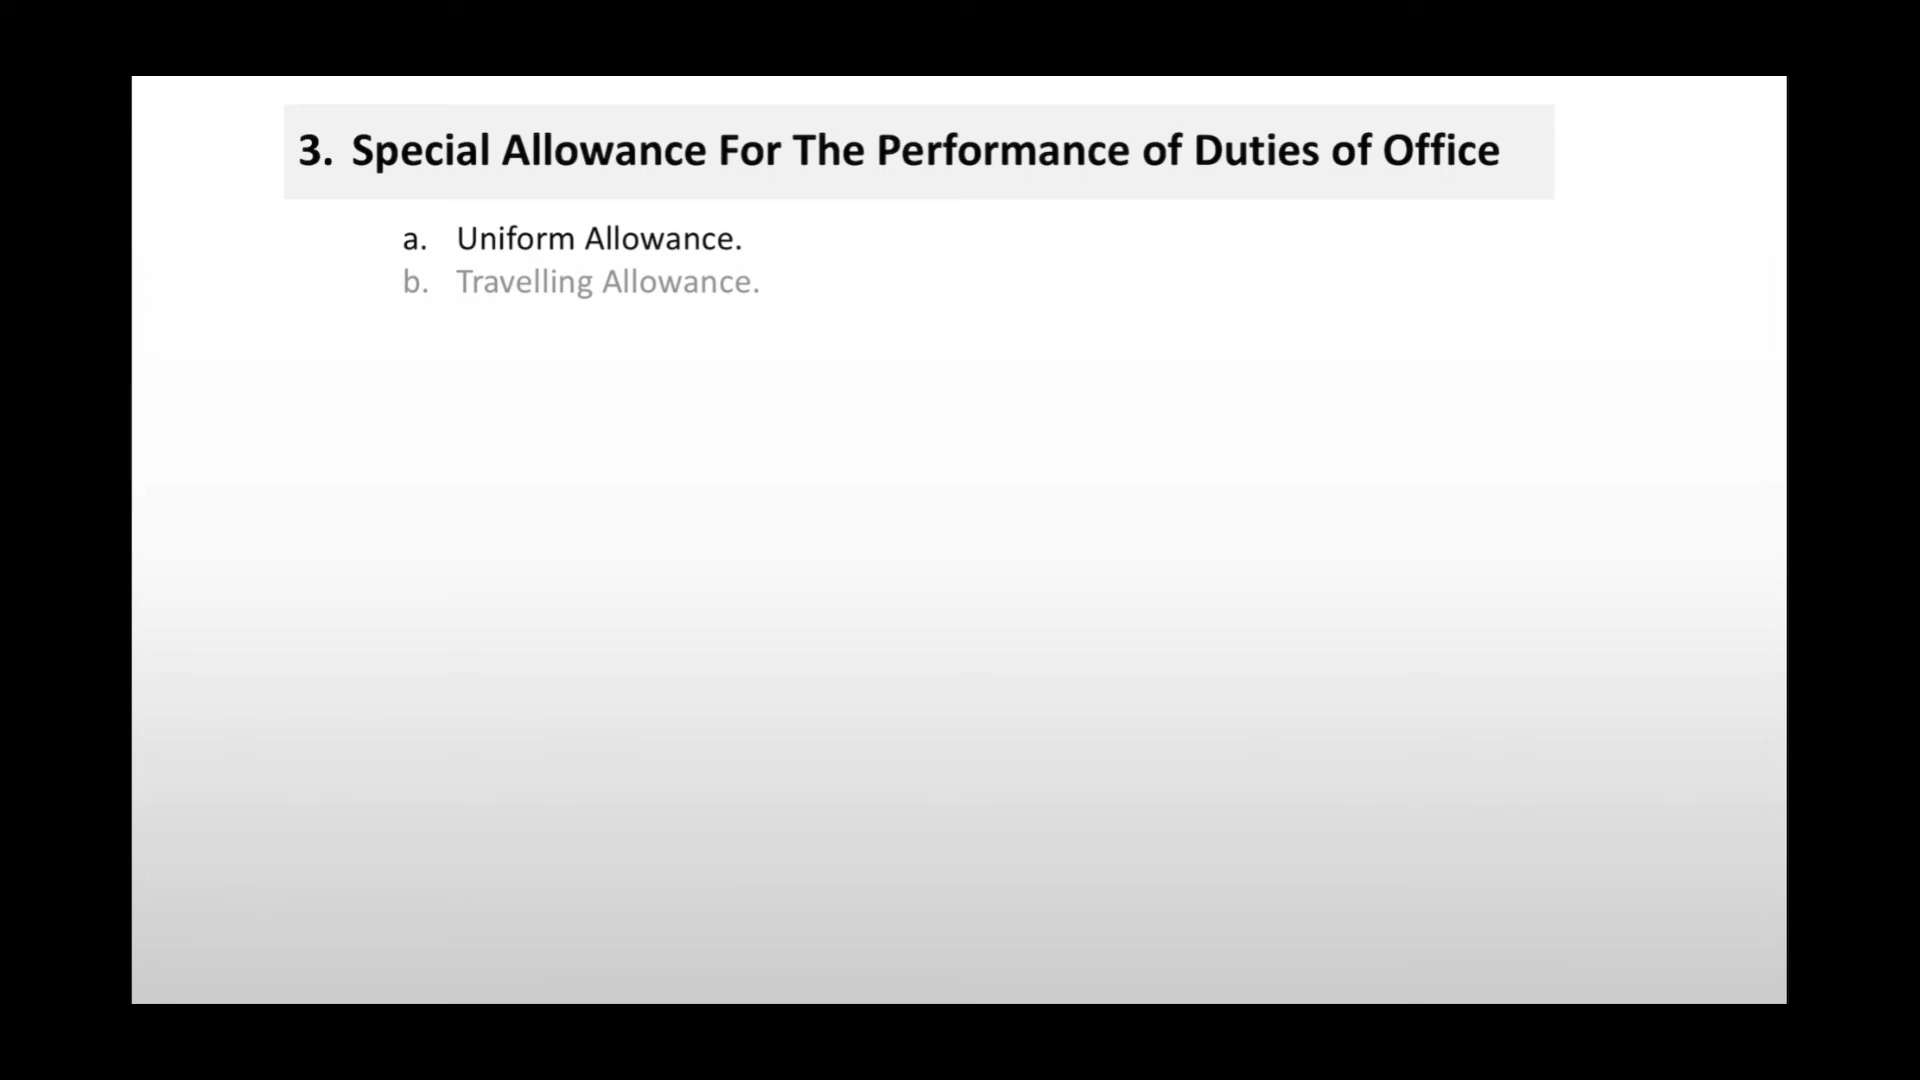 3. Special Allowance For The Performance of Duties of Office
a. Uniform Allowance.
b. Travelling Allowance.